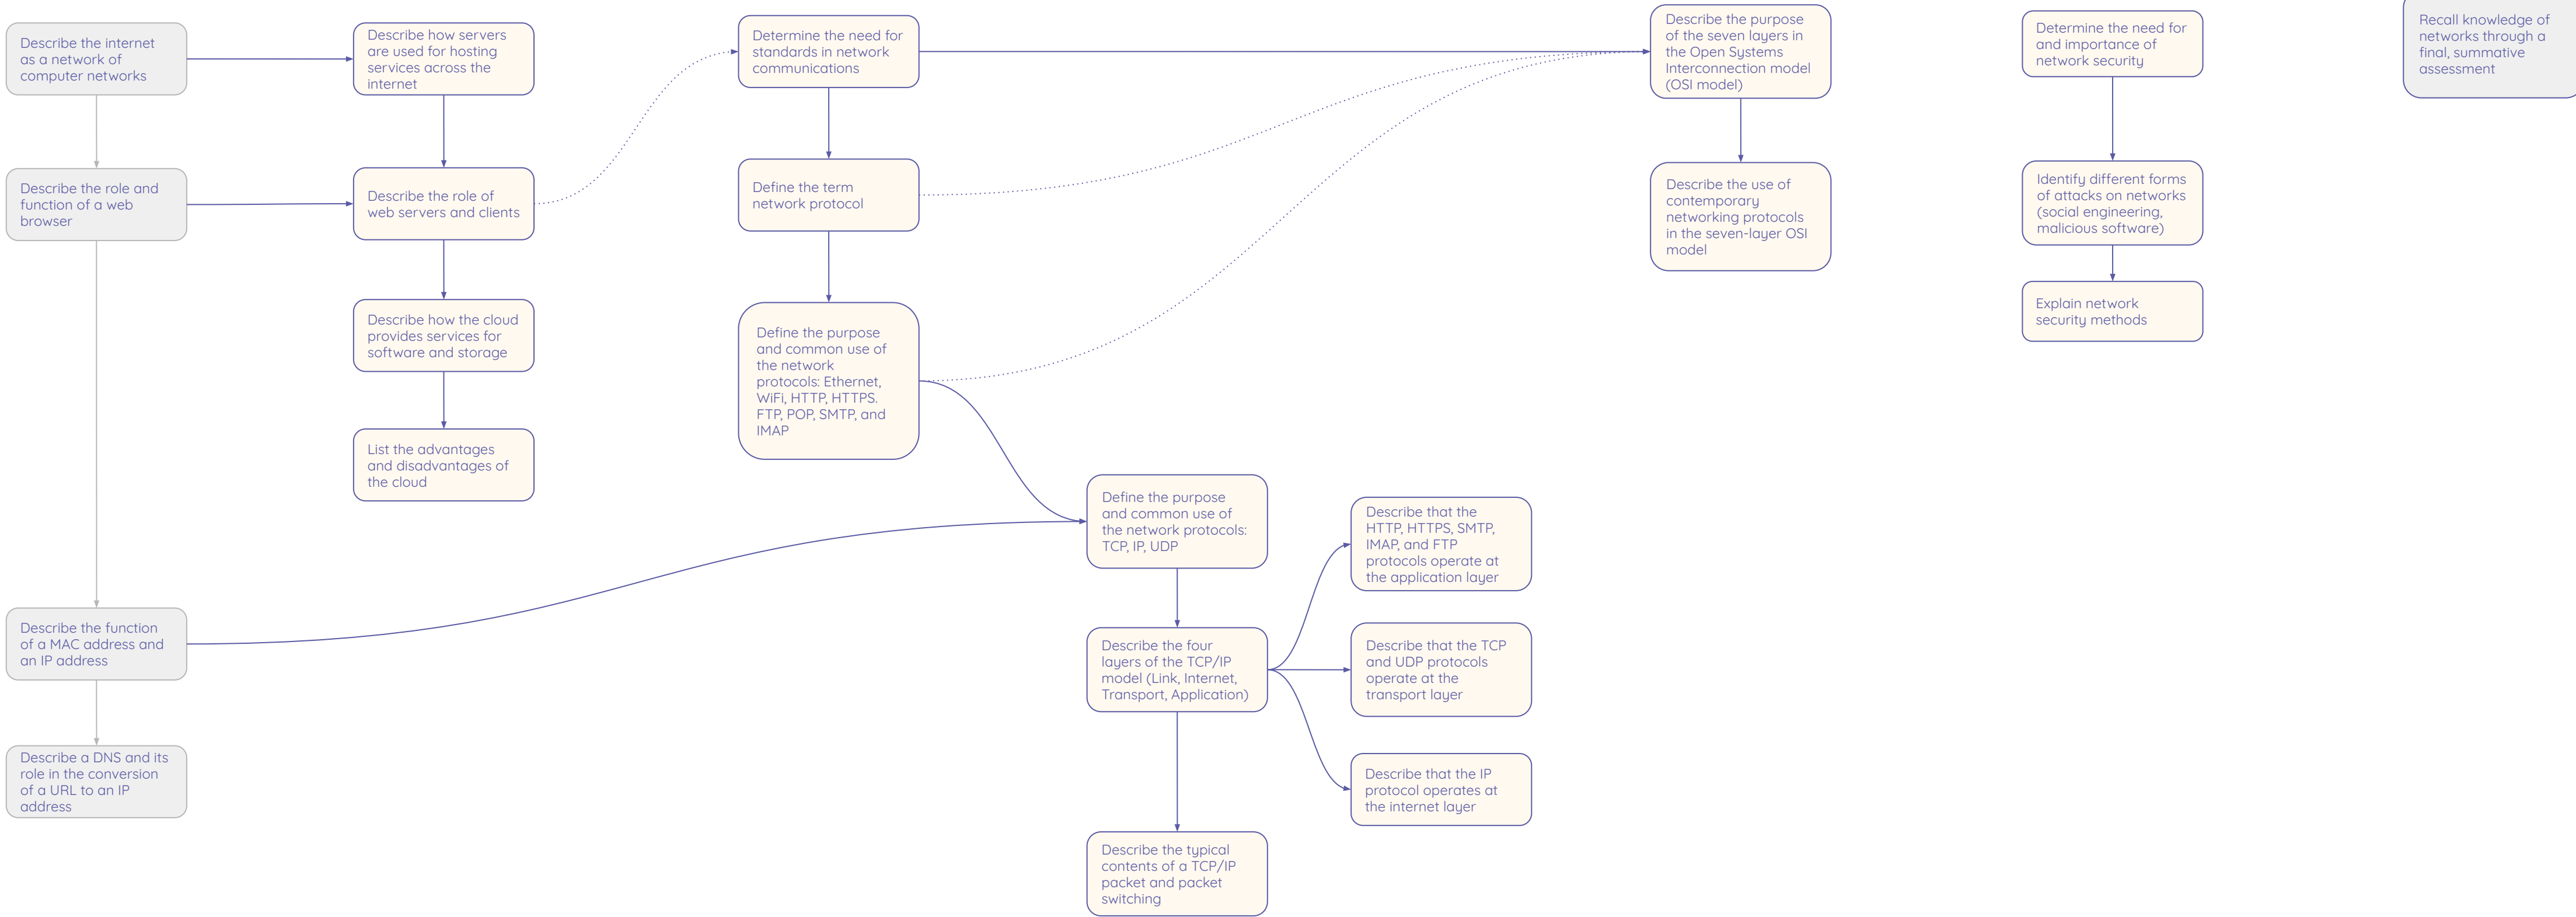 Describe the internet
as a network of
computer networks
Describe the role and
function of a web
browser
Describe the function
of a MAC address and
an IP address
Describe a DNS and its
role in the conversion
of a URL to an IP
address
Describe how servers
are used for hosting
services across the
internet
Describe the role of
web servers and clients
Describe how the cloud
provides services for
software and storage
List the advantages
and disadvantages of
the cloud
Determine the need for
standards in network
communications
Define the term
network protocol
Define the purpose
and common use of
the network
protocols: Ethernet,
WiFi, HTTP, HTTPS.
FTP, POP, SMTP, and
IMAP
Define the purpose
and common use of
the network protocols:
TCP, IP, UDP
Describe the four
layers of the TCP/IP
model (Link, Internet,
Transport, Application)
Describe the typical
contents of a TCP/IP
packet and packet
switching
Describe that the
HTTP, HTTPS, SMTP,
IMAP, and FTP
protocols operate at
the application layer
Describe that the TCP
and UDP protocols
operate at the
transport layer
Describe that the IP
protocol operates at
the internet layer
Describe the purpose
of the seven layers in
the Open Systems
Interconnection model
(OSI model)
Describe the use of
contemporary
networking protocols
in the seven-layer OSI
model
Determine the need for
and importance of
network security
Identify different forms
of attacks on networks
(social engineering,
malicious software)
Explain network
security methods
Recall knowledge of
networks through a
final, summative
assessment